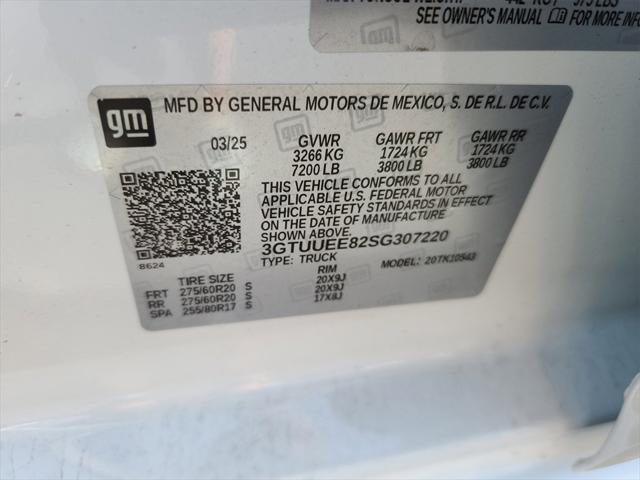 SEE OWNER'S MANUAL FOR MORE INFO
gm
MFD BY GENERAL MOTORS DE MEXICO, S. DE R.L. DE C.V.
03/25 GVWR GAWR FRT GAWR RR
3266 KG 1724 KG 1724 KG
7200 LB 3800 LB 3800 LB
THIS VEHICLE CONFORMS TO ALL
APPLICABLE U.S. FEDERAL MOTOR
VEHICLE SAFETY STANDARDS IN EFFECT
ON THE DATE OF MANUFACTURE
SHOWN ABOVE.
3GTUUEE82SG307220
8624
TYPE: TRUCK MODEL: 20TK10543
TIRE SIZE RIM
FRT 275/60R20 S 20X9J
RR 275/60R20 S 20X9J
SPA 255/80R17 S 17X8J